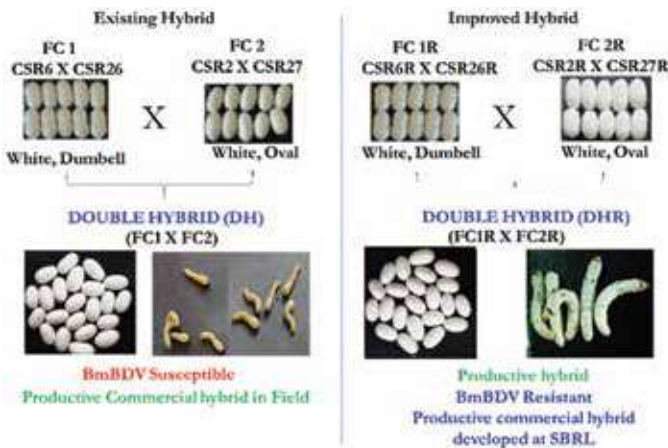 Existing Hybrid
FC 1
CSR6 X CSR26
FC 2
CSR2 X CSR27
X
White, Dumbell
White, Oval
DOUBLE HYBRID (DH)
(FC1 X FC2)
BmBDV Susceptible
Productive Commercial hybrid in Field
Improved Hybrid
FC 1R
CSR6R X CSR26R
FC 2R
CSR2R X CSR27R
X
White, Dumbell
White, Oval
DOUBLE HYBRID (DHR)
(FC1R X FC2R)
Productive hybrid
BmBDV Resistant
Productive commercial hybrid
developed at SBRL